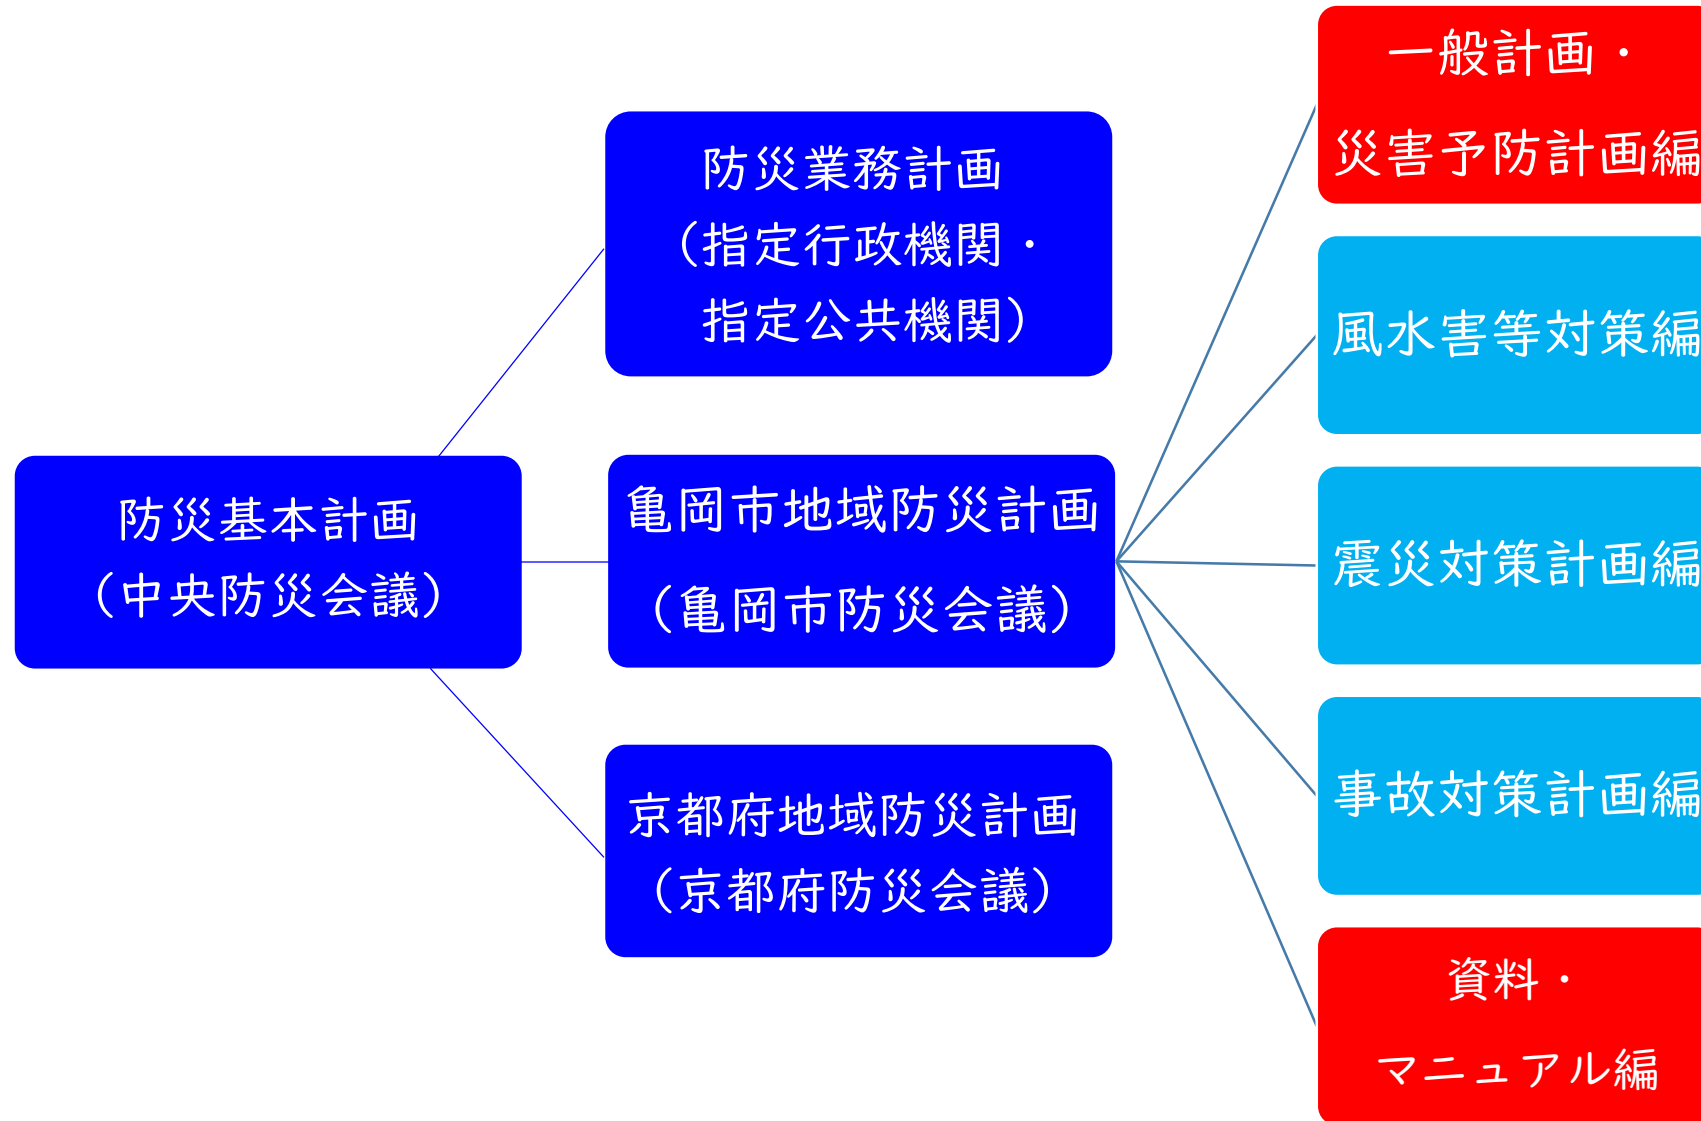 防災基本計画
（中央防災会議）
防災業務計画
（指定行政機関・
指定公共機関）
亀岡市地域防災計画
（亀岡市防災会議）
京都府地域防災計画
（京都府防災会議）
一般計画・
災害予防計画編
風水害等対策編
震災対策計画編
事故対策計画編
資料・
マニュアル編